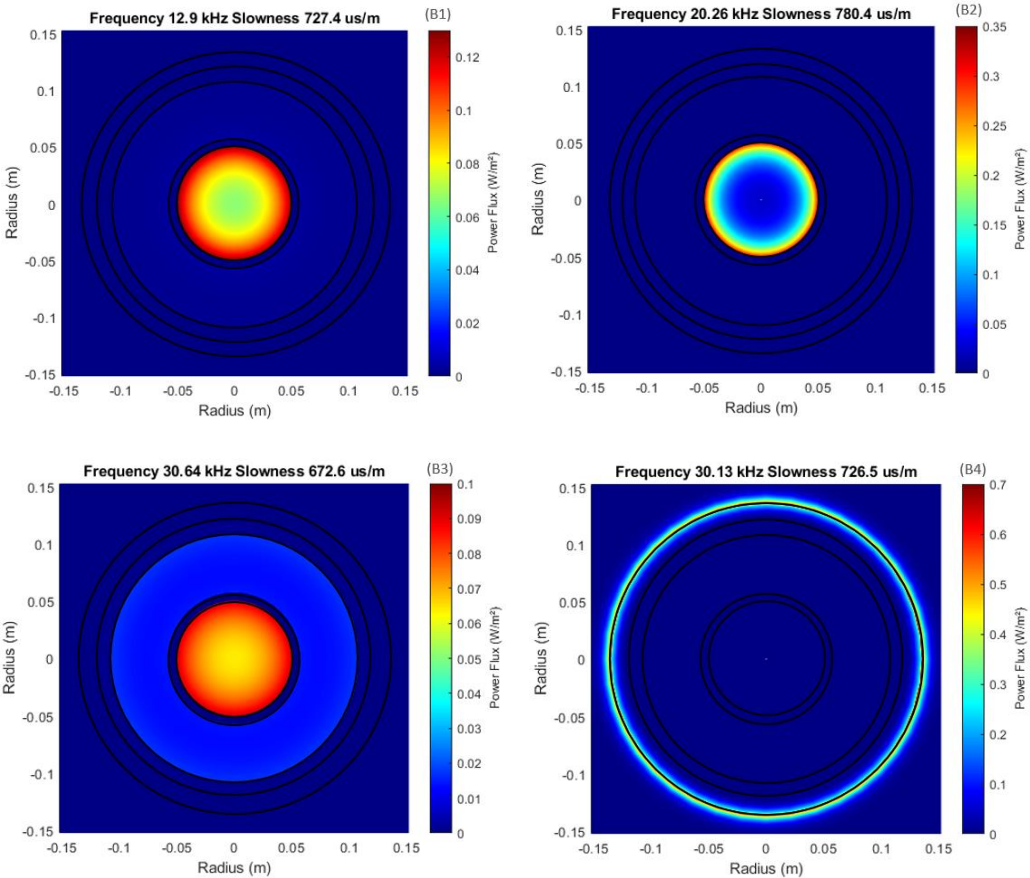 Frequency 12.9 kHz Slowness 727.4 us/m
(B1)
0.15
0.1
0.05
0
-0.05
-0.1
-0.15
Radius (m)
-0.15 -0.1 -0.05 0 0.05 0.1 0.15
Radius (m)
0.12
0.1
0.08
0.06
0.04
0.02
0
Power Flux (W/m²)
Frequency 20.26 kHz Slowness 780.4 us/m
(B2)
0.15
0.1
0.05
0
-0.05
-0.1
-0.15
Radius (m)
-0.15 -0.1 -0.05 0 0.05 0.1 0.15
Radius (m)
0.35
0.3
0.25
0.2
0.15
0.1
0.05
0
Power Flux (W/m²)
Frequency 30.64 kHz Slowness 672.6 us/m
(B3)
0.15
0.1
0.05
0
-0.05
-0.1
-0.15
Radius (m)
-0.15 -0.1 -0.05 0 0.05 0.1 0.15
Radius (m)
0.1
0.09
0.08
0.07
0.06
0.05
0.04
0.03
0.02
0.01
0
Power Flux (W/m²)
Frequency 30.13 kHz Slowness 726.5 us/m
(B4)
0.15
0.1
0.05
0
-0.05
-0.1
-0.15
Radius (m)
-0.15 -0.1 -0.05 0 0.05 0.1 0.15
Radius (m)
0.7
0.6
0.5
0.4
0.3
0.2
0.1
0
Power Flux (W/m²)